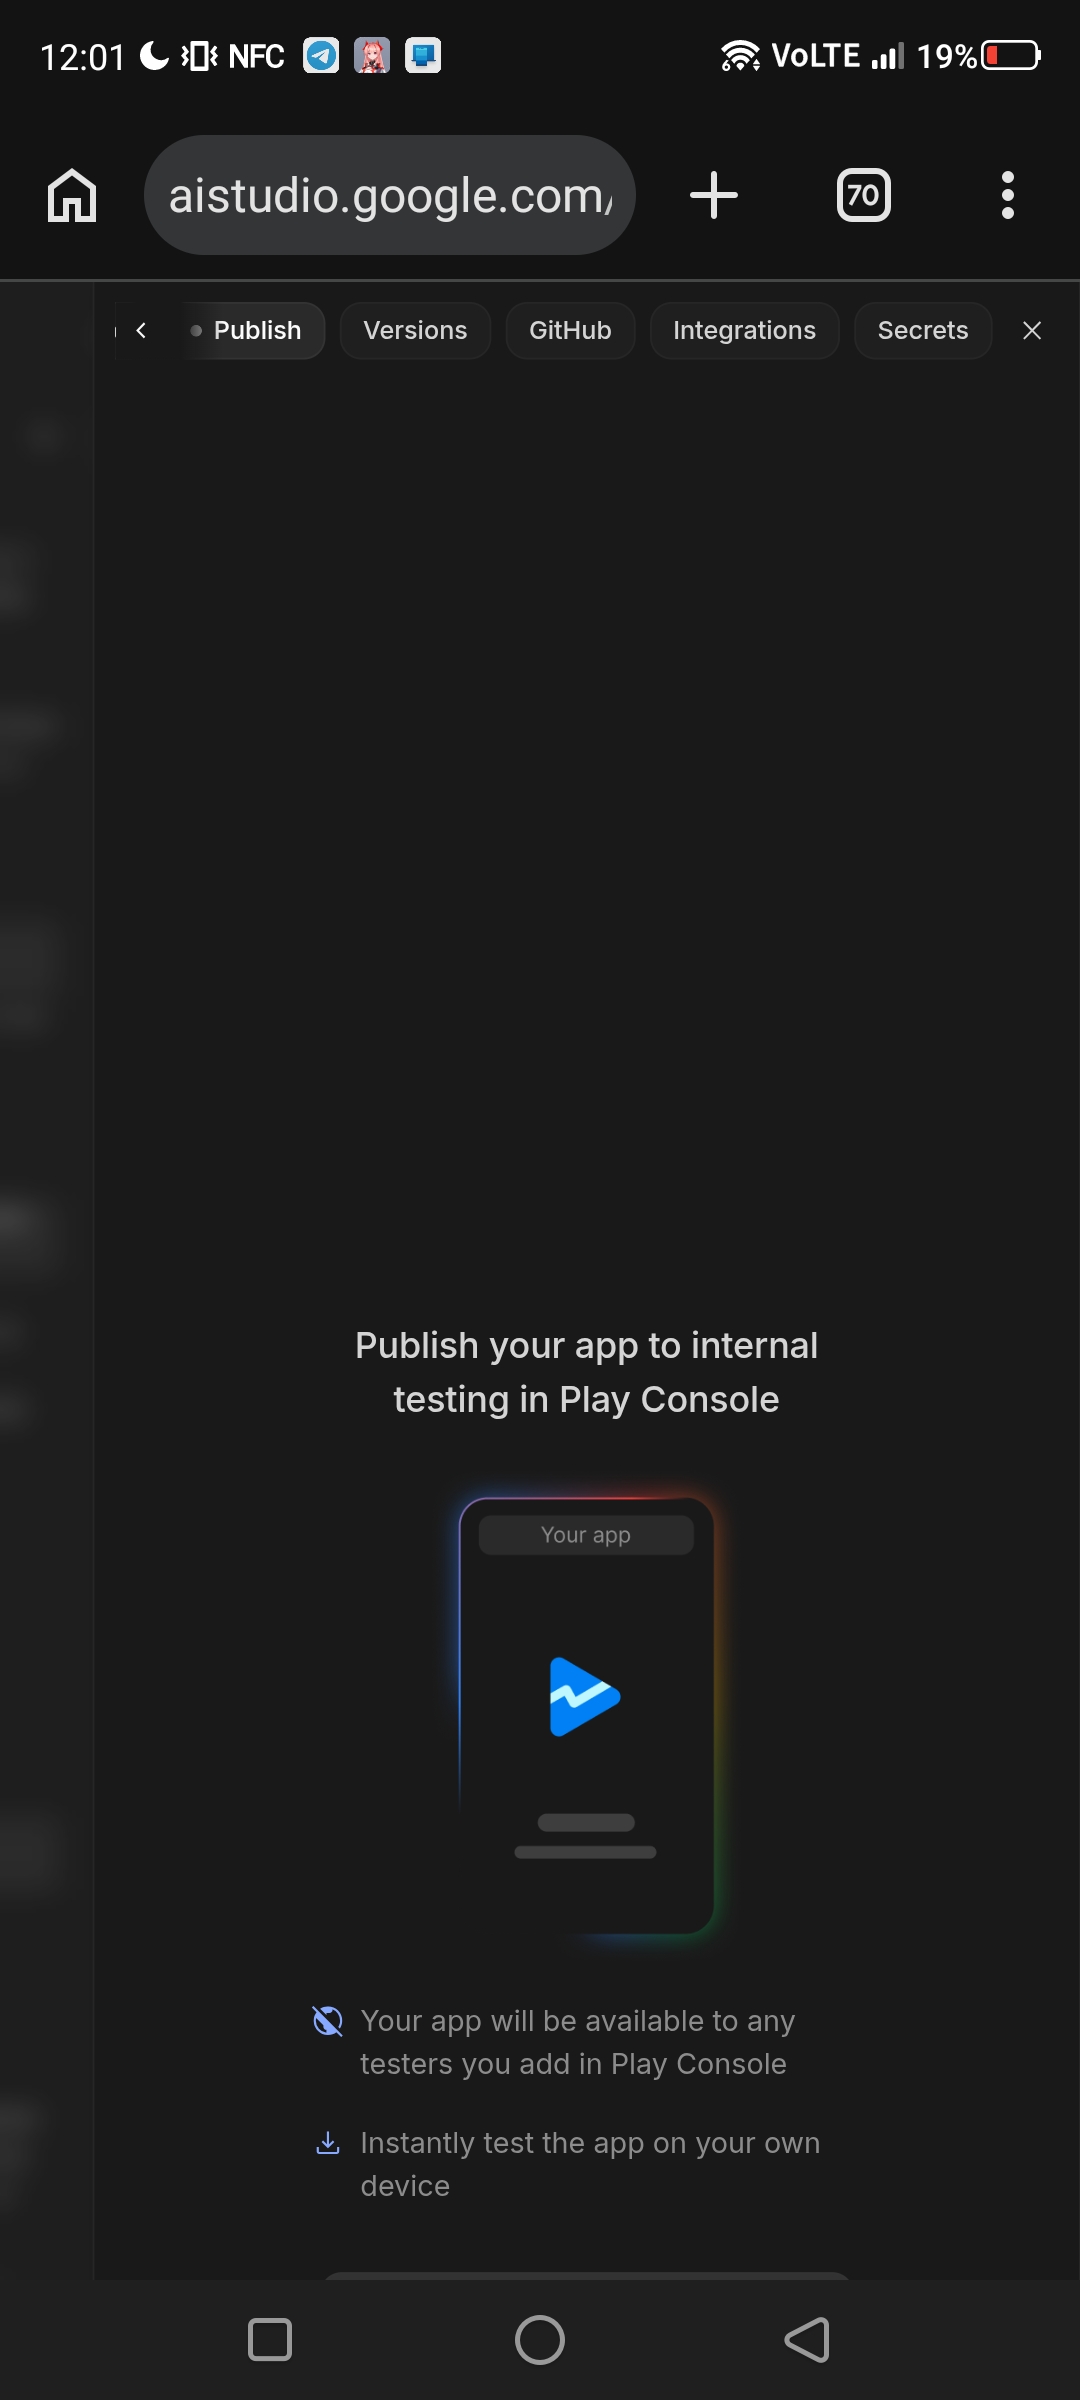 12:01 NFC VoLTE 19%
aistudio.google.com/
70
Publish Versions GitHub Integrations Secrets
Publish your app to internal
testing in Play Console
Your app
Your app will be available to any
testers you add in Play Console
Instantly test the app on your own
device